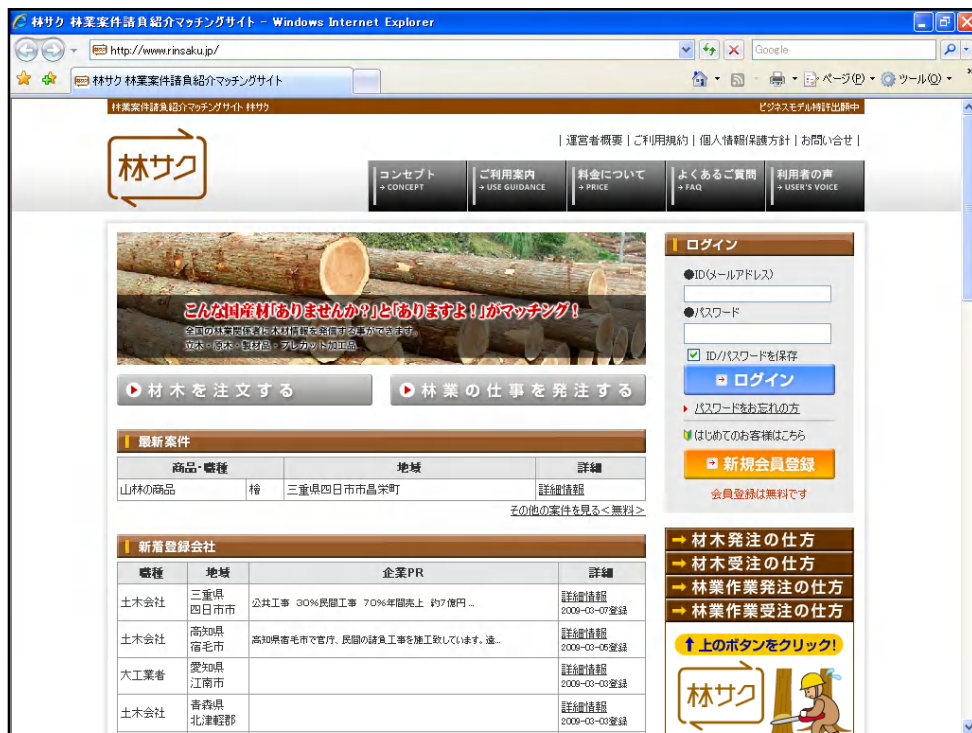 林サク 林業案件請負紹介マッチングサイト - Windows Internet Explorer
http://www.rinsaku.jp/
Google
林サク 林業案件請負紹介マッチングサイト
ページ(P)
ツール(O)
林業案件請負紹介マッチングサイト 林サク
ビジネスモデル特許出願中
林サク
| 運営者概要 | ご利用規約 | 個人情報保護方針 | お問い合せ |
コンセプト
→ CONCEPT
ご利用案内
→ USE GUIDANCE
料金について
→ PRICE
よくあるご質問
→ FAQ
利用者の声
→ USER'S VOICE
こんな国産材「ありませんか?」と「ありますよ!」がマッチング!
全国の林業関係者に木材情報を発信する事ができます。
立木・原木・製材品・プレカット加工品
材木を注文する
林業の仕事を発注する
最新案件
商品・職種 地域 詳細
山林の商品 檜 三重県四日市市昌栄町 詳細情報
その他の案件を見る<無料>
新着登録会社
職種 地域 企業PR 詳細
土木会社 三重県四日市市 公共工事 30%民間工事 70%年間売上 約7億円... 詳細情報 2009-03-07登録
土木会社 高知県宿毛市 高知県宿毛市で官庁、民間の請負工事を施工致しています。遠... 詳細情報 2009-03-05登録
大工業者 愛知県江南市 詳細情報 2009-03-03登録
土木会社 青森県北津軽郡 詳細情報 2009-03-03登録
ログイン
●ID(メールアドレス)
●パスワード
ID/パスワードを保存
ログイン
パスワードをお忘れの方
はじめてのお客様はこちら
新規会員登録
会員登録は無料です
→材木発注の仕方
→材木受注の仕方
→林業作業発注の仕方
→林業作業受注の仕方
↑上のボタンをクリック!
林サク